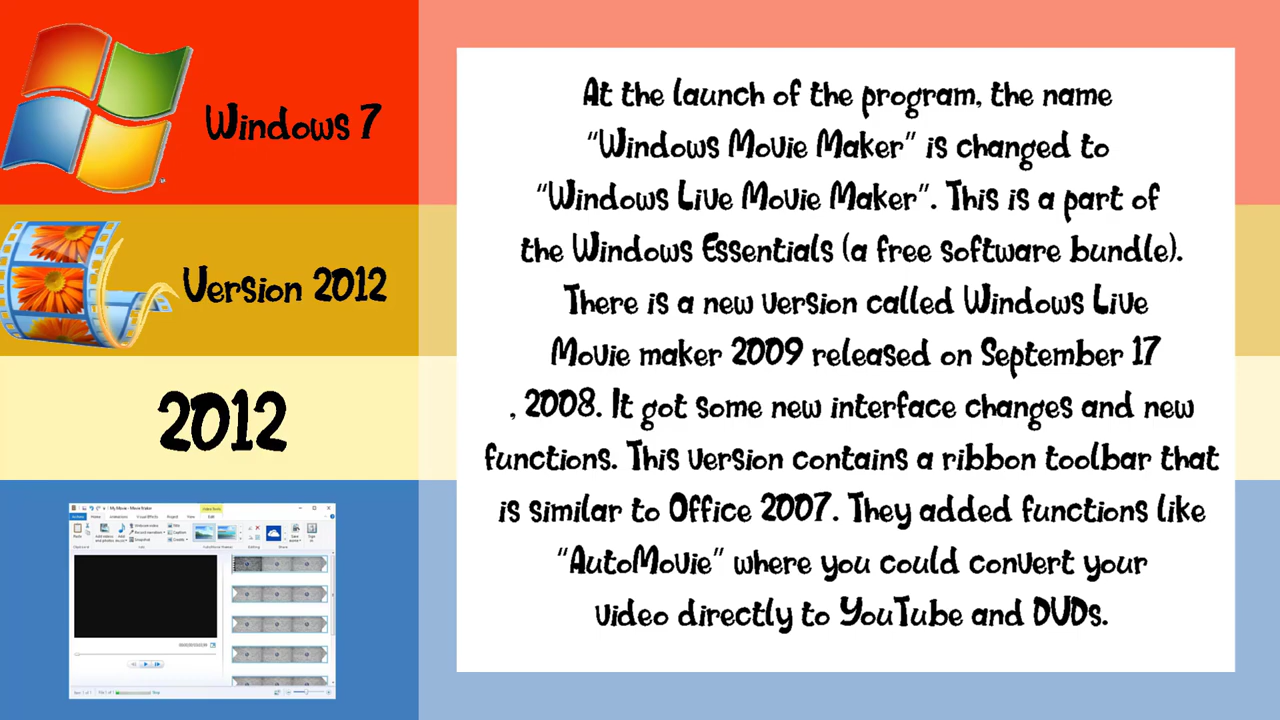 Windows 7
Version 2012
2012
At the launch of the program, the name
“Windows Movie Maker” is changed to
“Windows Live Movie Maker”. This is a part of
the Windows Essentials (a free software bundle).
There is a new version called Windows Live
Movie maker 2009 released on September 17
, 2008. It got some new interface changes and new
functions. This version contains a ribbon toolbar that
is similar to Office 2007. They added functions like
“AutoMovie” where you could convert your
video directly to YouTube and DVDs.